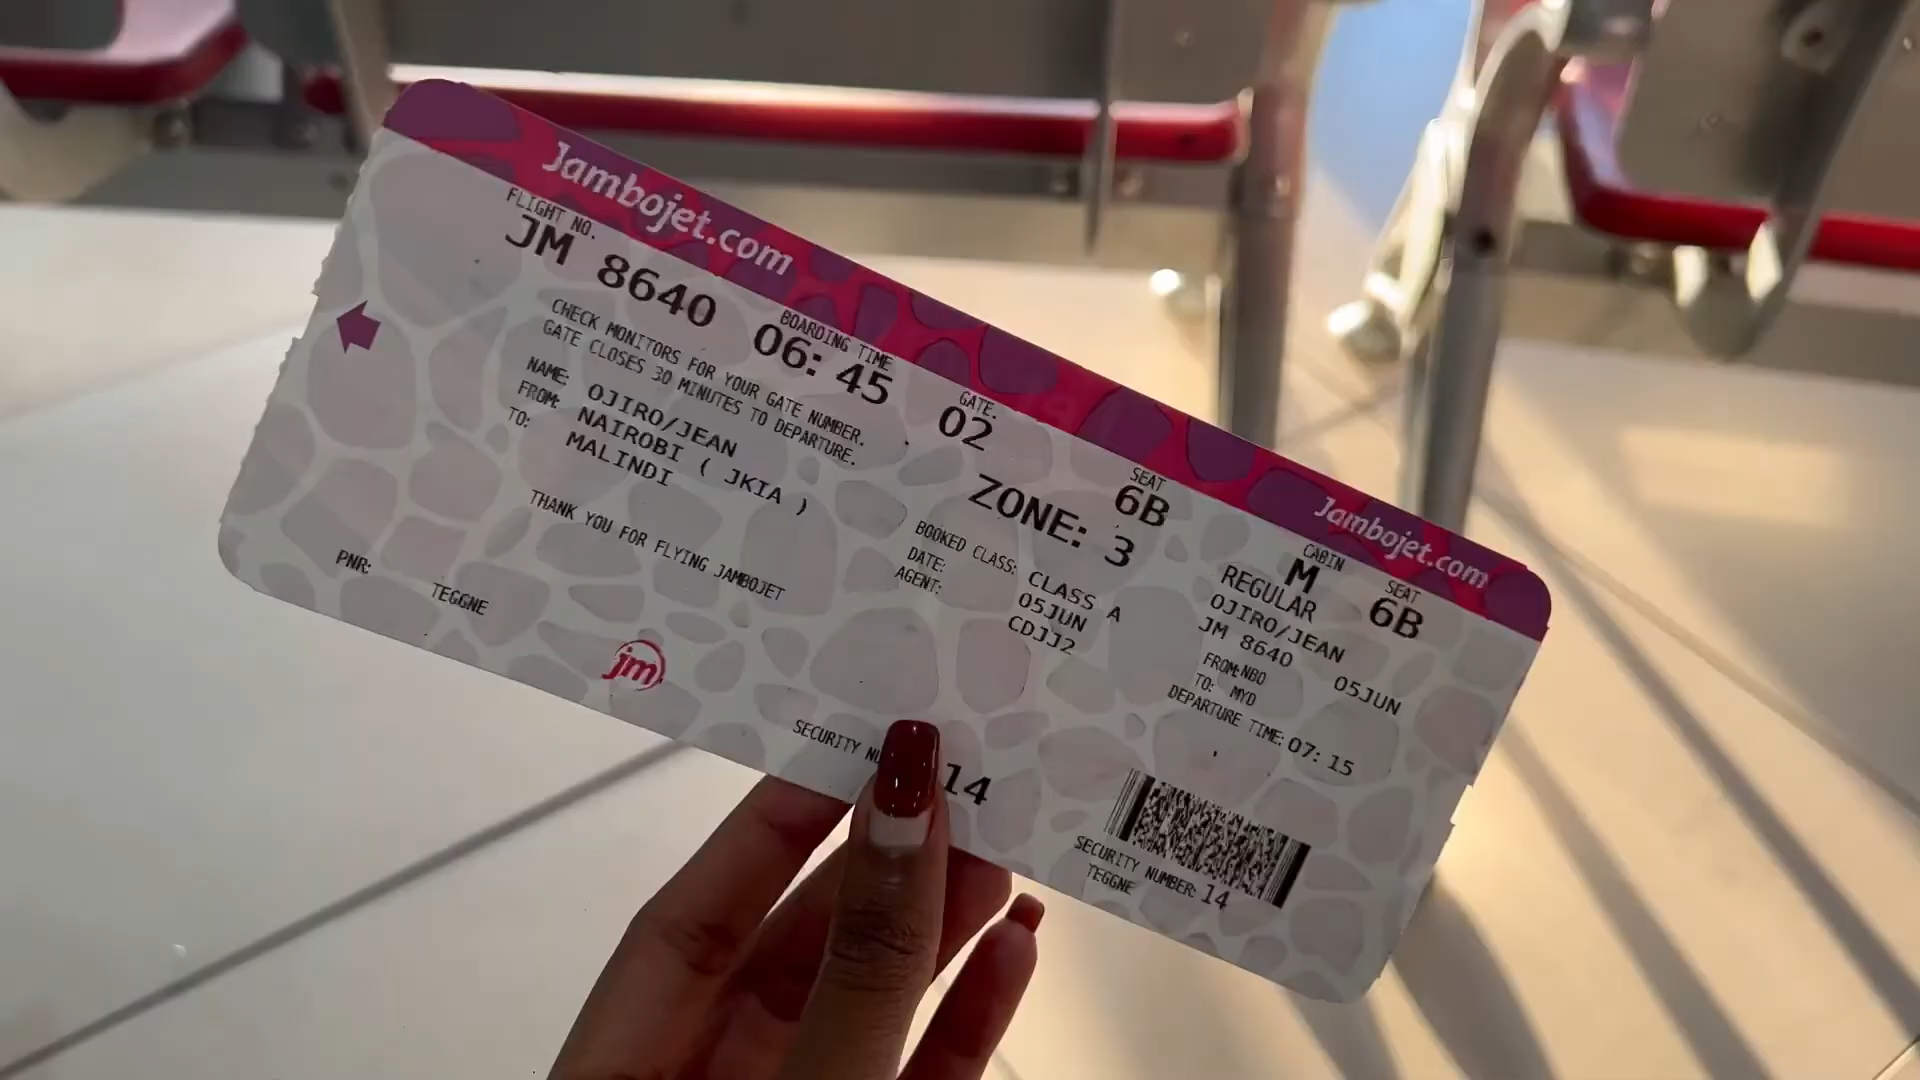 Jambojet.com
FLIGHT NO.
JM 8640
BOARDING TIME
06: 45
GATE.
02
SEAT
6B
CHECK MONITORS FOR YOUR GATE NUMBER.
GATE CLOSES 30 MINUTES TO DEPARTURE.
NAME: OJIRO/JEAN
FROM: NAIROBI ( JKIA )
TO: MALINDI
ZONE: 3
THANK YOU FOR FLYING JAMBOJET
BOOKED CLASS: CLASS A
DATE: 05JUN
AGENT: CDJJ2
PNR: TEGGNE
jm
SECURITY
14
Jambojet.com
CABIN
M
SEAT
6B
REGULAR
OJIRO/JEAN
JM 8640
05JUN
FROM:NBO
TO: MYD
DEPARTURE TIME: 07: 15
SECURITY NUMBER: 14
TEGGNE